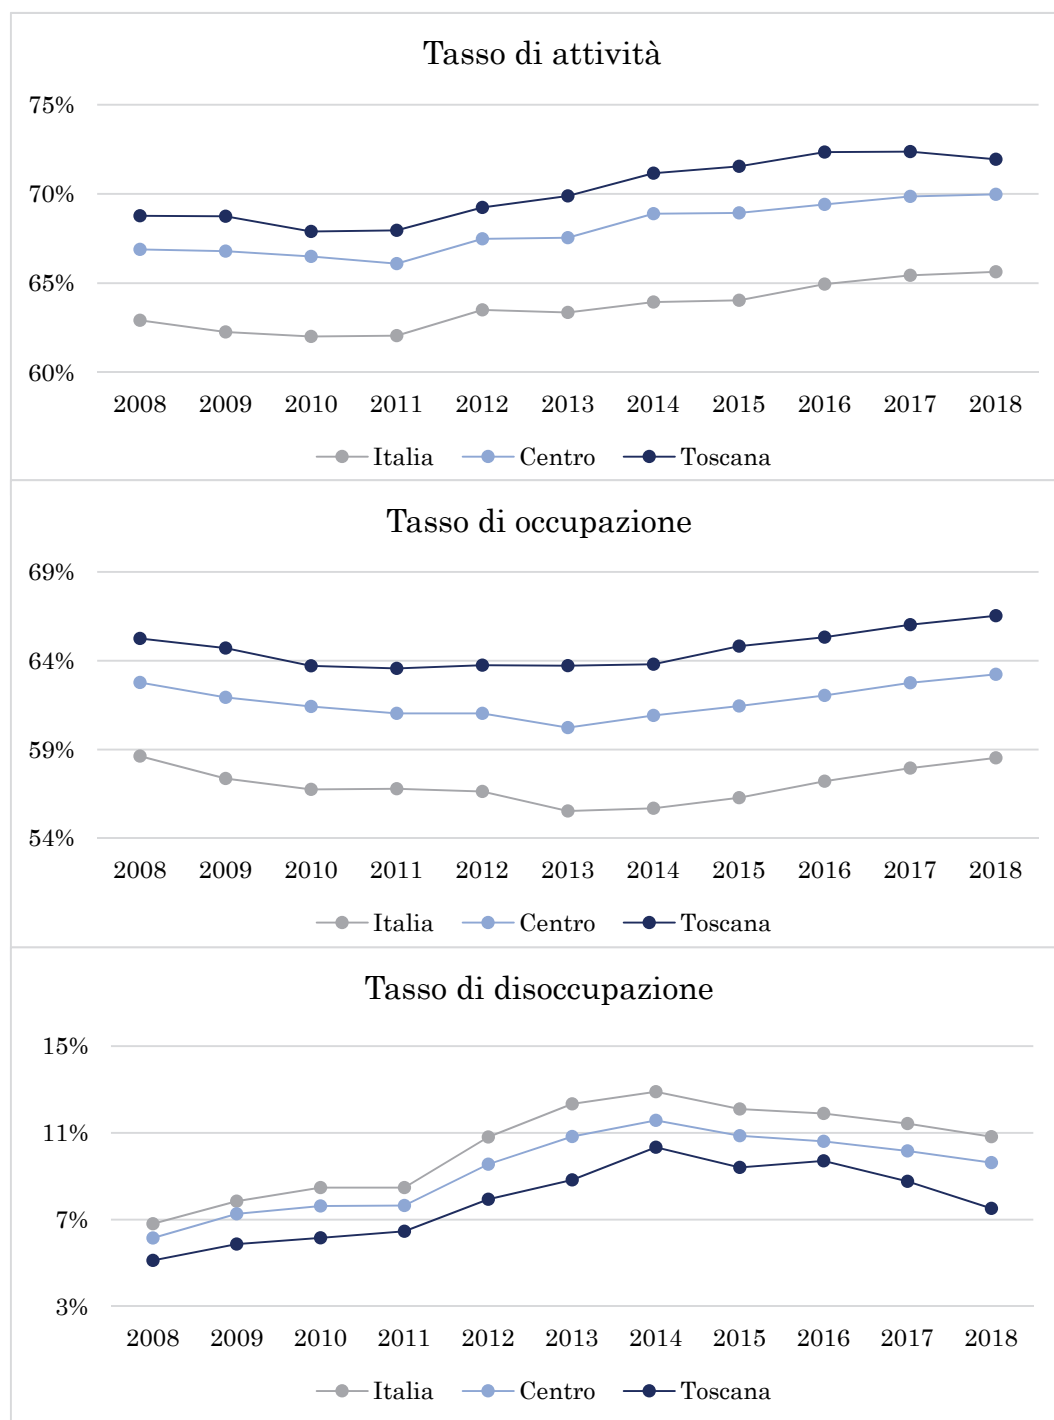 Tasso di attività
75%
70%
65%
60%
2008 2009 2010 2011 2012 2013 2014 2015 2016 2017 2018
Italia Centro Toscana
Tasso di occupazione
69%
64%
59%
54%
2008 2009 2010 2011 2012 2013 2014 2015 2016 2017 2018
Italia Centro Toscana
Tasso di disoccupazione
15%
11%
7%
3%
2008 2009 2010 2011 2012 2013 2014 2015 2016 2017 2018
Italia Centro Toscana